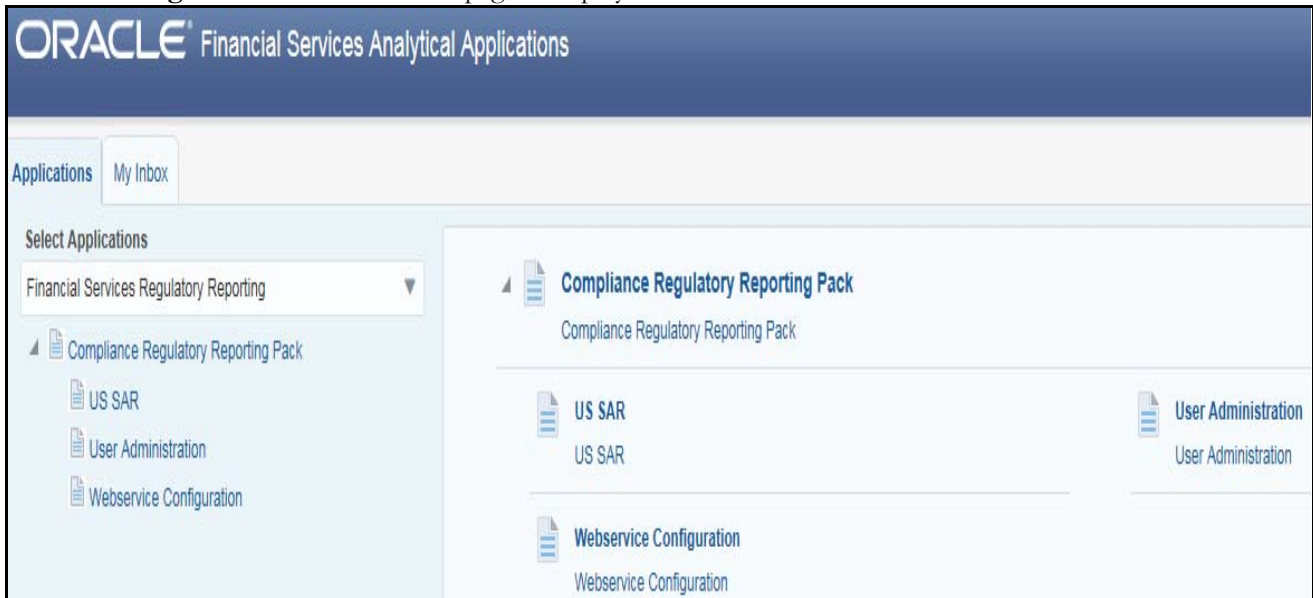 ORACLE® Financial Services Analytical Applications
Applications My Inbox
Select Applications
Financial Services Regulatory Reporting
Compliance Regulatory Reporting Pack
US SAR
User Administration
Webservice Configuration
Compliance Regulatory Reporting Pack
Compliance Regulatory Reporting Pack
US SAR
US SAR
User Administration
User Administration
Webservice Configuration
Webservice Configuration